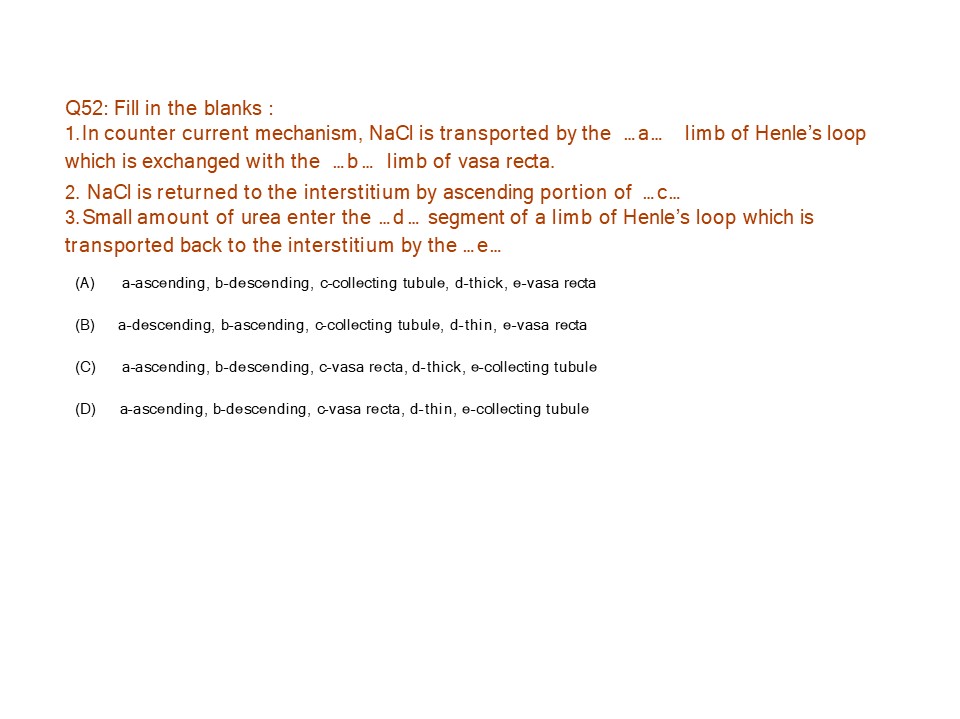 Q52: Fill in the blanks :
1.In counter current mechanism, NaCl is transported by the …a… limb of Henle’s loop
which is exchanged with the …b… limb of vasa recta.
2. NaCl is returned to the interstitium by ascending portion of …c…
3.Small amount of urea enter the …d… segment of a limb of Henle’s loop which is
transported back to the interstitium by the …e…
(A) a-ascending, b-descending, c-collecting tubule, d-thick, e-vasa recta
(B) a-descending, b-ascending, c-collecting tubule, d-thin, e-vasa recta
(C) a-ascending, b-descending, c-vasa recta, d-thick, e-collecting tubule
(D) a-ascending, b-descending, c-vasa recta, d-thin, e-collecting tubule